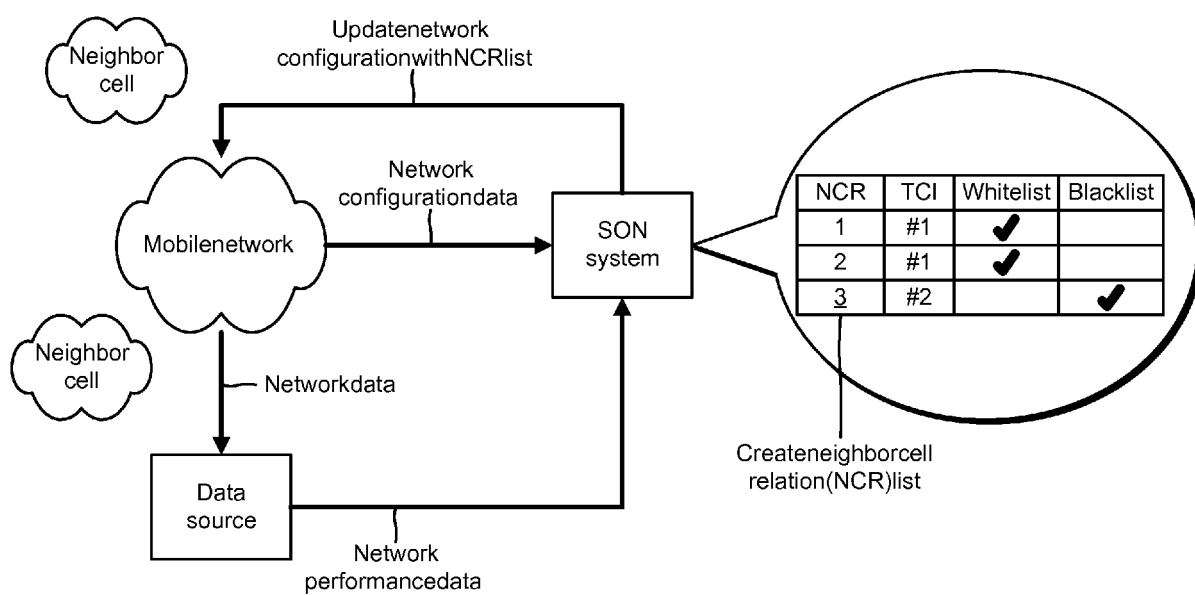 Neighbor
cell
Updatenetwork
configurationwithNCRlist
Network
configurationdata
Mobilenetwork
SON
system
NCR TCI Whitelist Blacklist
1 #1 ✓
2 #1 ✓
3 #2 ✓
Neighbor
cell
Networkdata
Createneighborcell
relation(NCR)list
Data
source
Network
performancedata